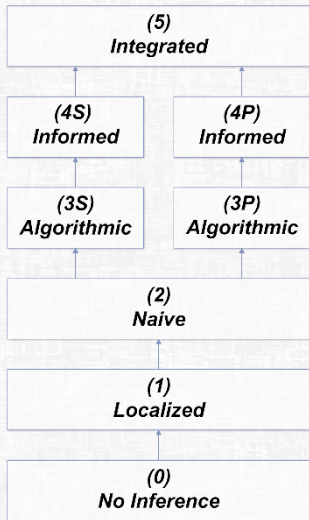 (5)
Integrated
(4S)
Informed
(4P)
Informed
(3S)
Algorithmic
(3P)
Algorithmic
(2)
Naive
(1)
Localized
(0)
No Inference